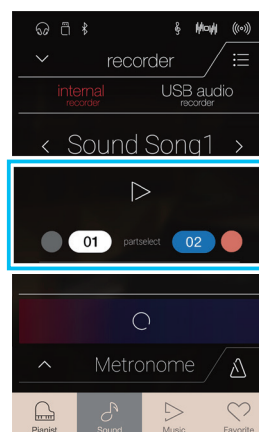 recorder
internal
recorder
USB audio
recorder
Sound Song1
01 partselect 02
Metronome
Pianist Sound Music Favorite